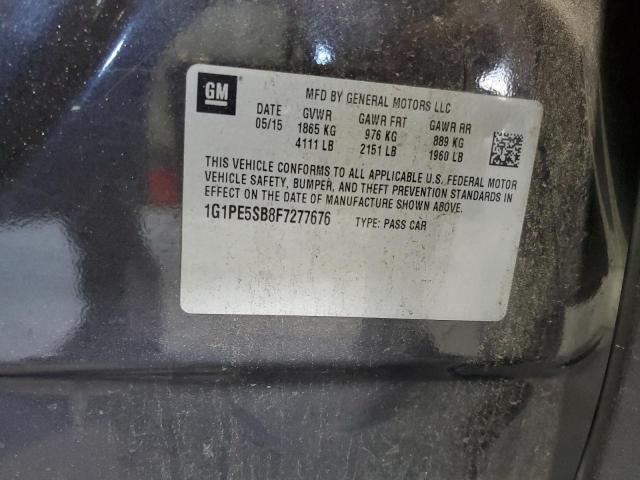 GM
MFD BY GENERAL MOTORS LLC
DATE GVWR GAWR FRT GAWR RR
05/15 1865 KG 976 KG 889 KG
4111 LB 2151 LB 1960 LB
THIS VEHICLE CONFORMS TO ALL APPLICABLE U.S. FEDERAL MOTOR
VEHICLE SAFETY, BUMPER, AND THEFT PREVENTION STANDARDS IN
EFFECT ON THE DATE OF MANUFACTURE SHOWN ABOVE.
1G1PE5SB8F7277676 TYPE: PASS CAR